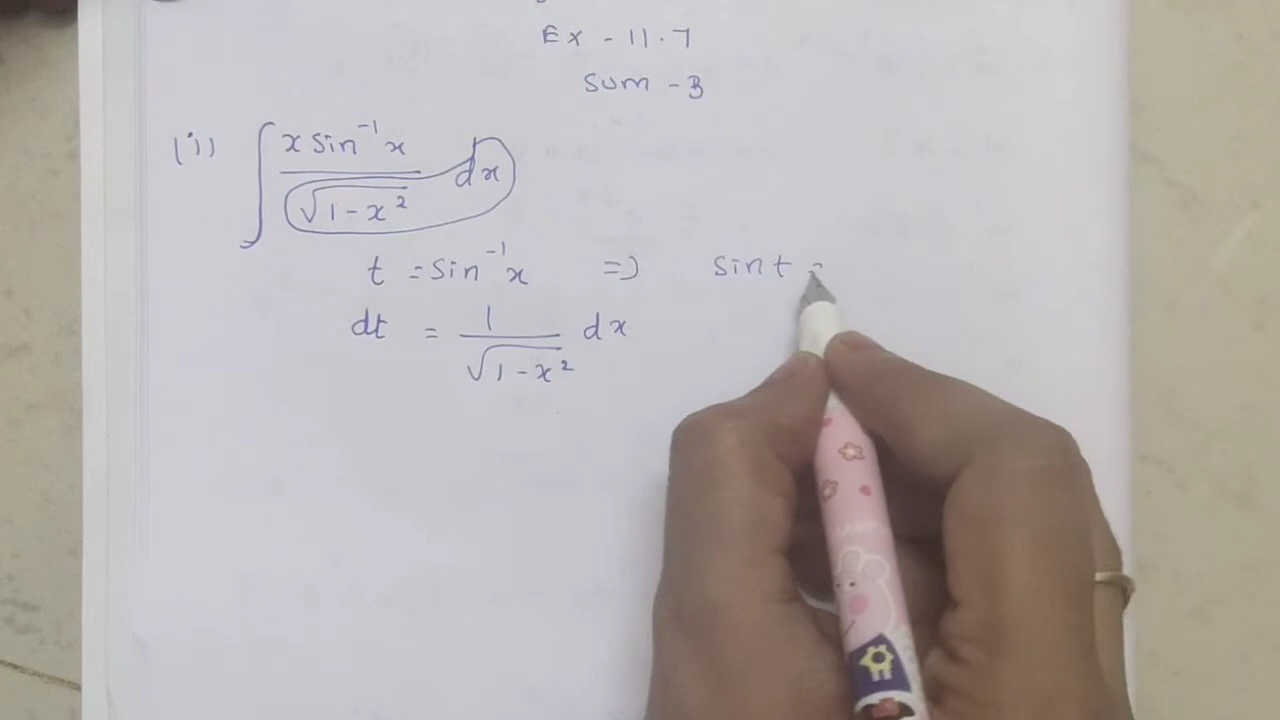 Ex - 11.7
Sum - 3
(i) ∫ x sin⁻¹x / √1-x² dx
t = sin⁻¹x => sin t =
dt = 1 / √1-x² dx